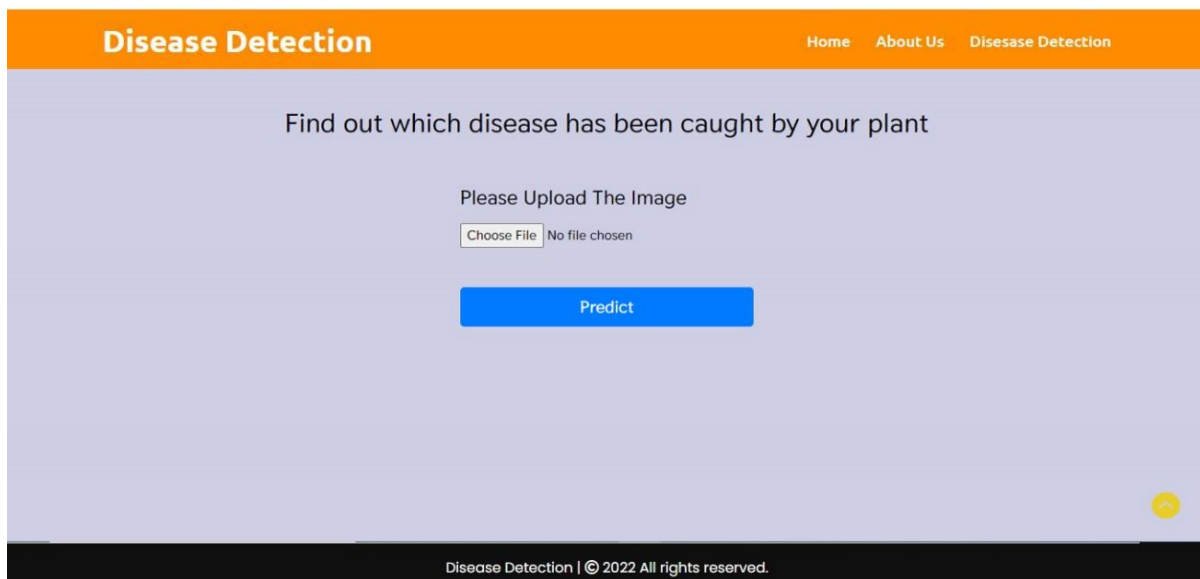 Disease Detection
Home About Us Disesase Detection
Find out which disease has been caught by your plant
Please Upload The Image
Choose File No file chosen
Predict
Disease Detection | © 2022 All rights reserved.